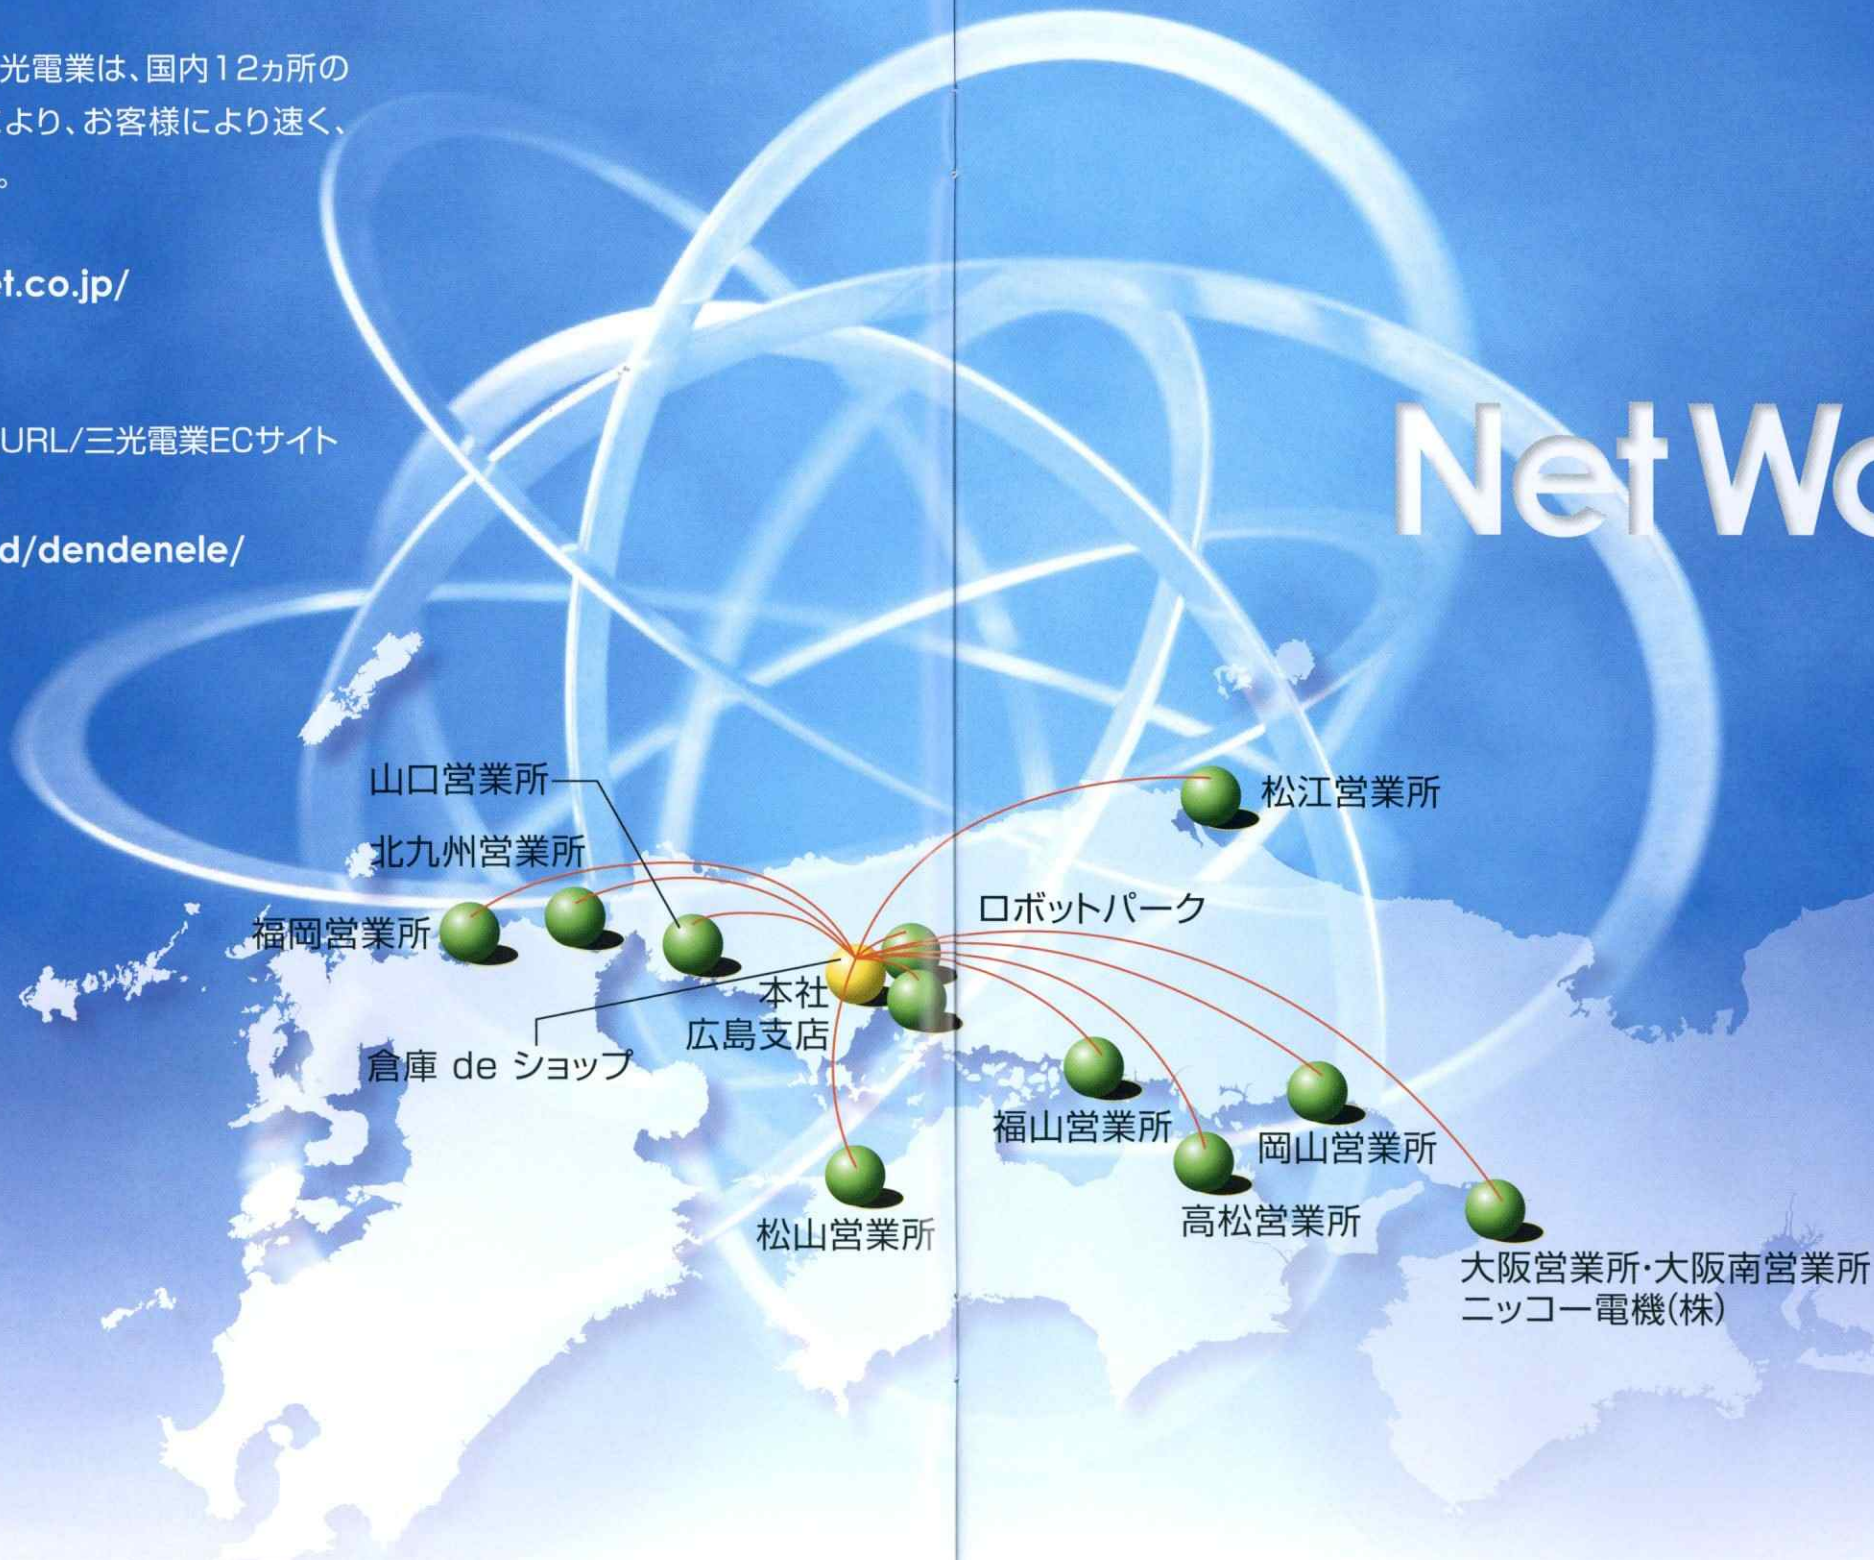 光電業は、国内12ヵ所の
より、お客様により速く、
。
t.co.jp/
URL/三光電業ECサイト
d/dendenele/
Net Wo
山口営業所
松江営業所
北九州営業所
ロボットパーク
福岡営業所
本社
広島支店
倉庫 de ショップ
福山営業所
岡山営業所
高松営業所
松山営業所
大阪営業所・大阪南営業所
ニッコー電機(株)